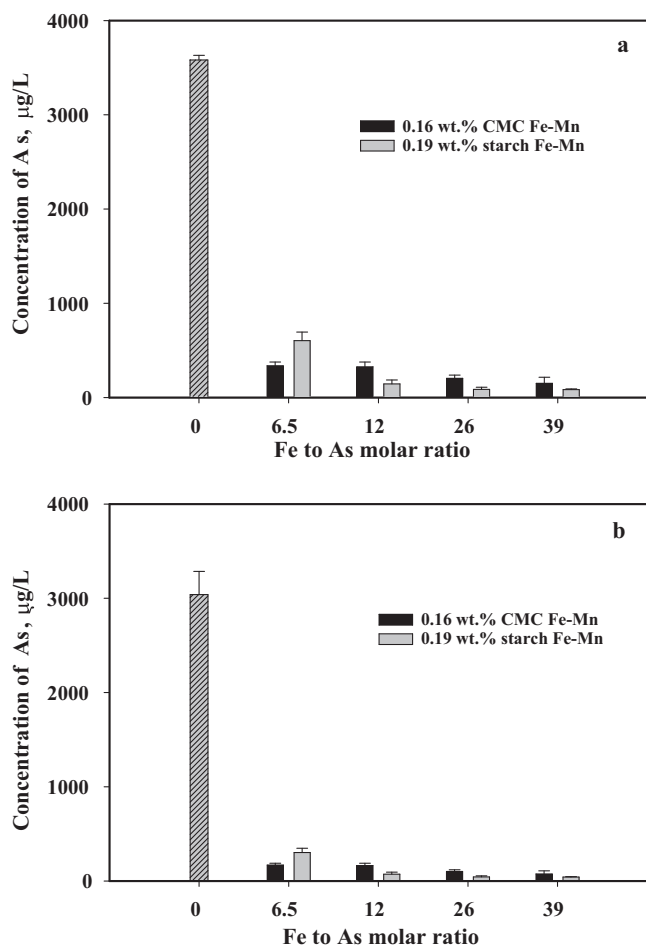 4000
a
3000
2000
1000
0
Concentration of A s, μg/L
0.16 wt.% CMC Fe-Mn
0.19 wt.% starch Fe-Mn
0 6.5 12 26 39
Fe to As molar ratio
4000
b
3000
2000
1000
0
Concentration of As, μg/L
0.16 wt.% CMC Fe-Mn
0.19 wt.% starch Fe-Mn
0 6.5 12 26 39
Fe to As molar ratio